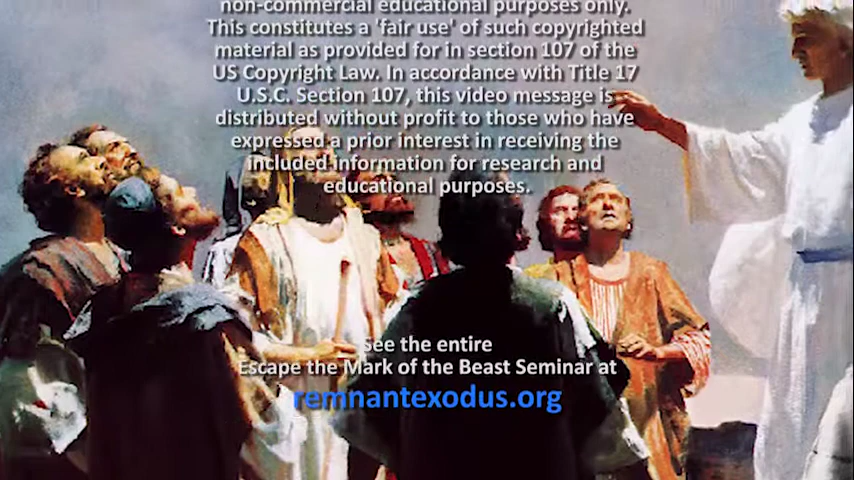 non-commercial educational purposes only.
This constitutes a 'fair use' of such copyrighted
material as provided for in section 107 of the
US Copyright Law. In accordance with Title 17
U.S.C. Section 107, this video message is
distributed without profit to those who have
expressed a prior interest in receiving the
included information for research and
educational purposes.
See the entire
Escape the Mark of the Beast Seminar at
remnantexodus.org